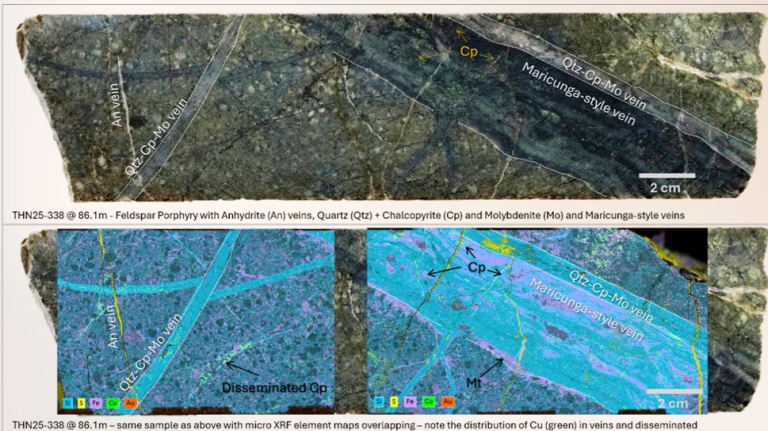 Cp
An vein
Qtz-Cp-Mo vein
Qtz-Cp-Mo vein
Maricunga-style vein
2 cm
THN25-338 @ 86.1m - Feldspar Porphyry with Anhydrite (An) veins, Quartz (Qtz) + Chalcopyrite (Cp) and Molybdenite (Mo) and Maricunga-style veins
Cp
An vein
Qtz-Cp-Mo vein
Qtz-Cp-Mo vein
Maricunga-style vein
Disseminated Cp
Mt
Si S Fe Cu Au
Si S Fe Cu Au
2 cm
THN25-338 @ 86.1m – same sample as above with micro XRF element maps overlapping – note the distribution of Cu (green) in veins and disseminated